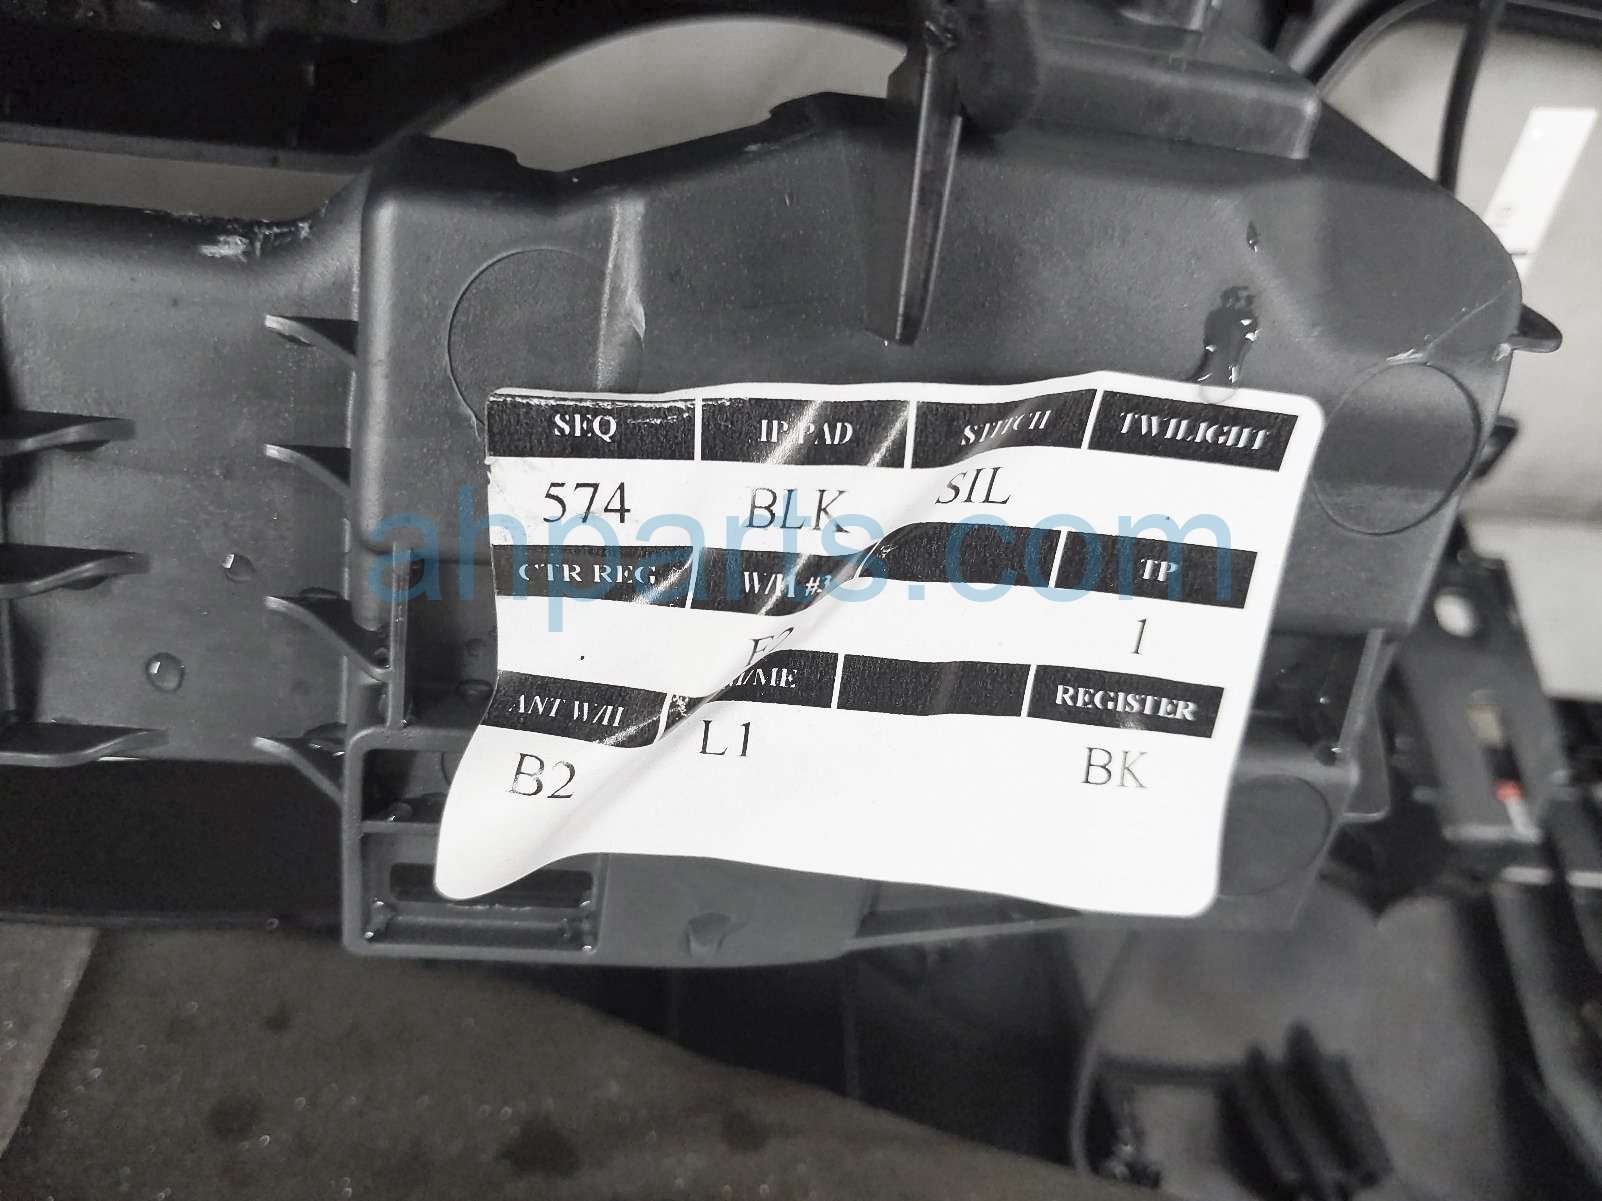 SEQ IP PAD STITCH TWILIGHT
574 BLK SIL
ahparts.com
CTR REG W/H #3 TP
1
ANT W/H REGISTER
B2 L1 BK